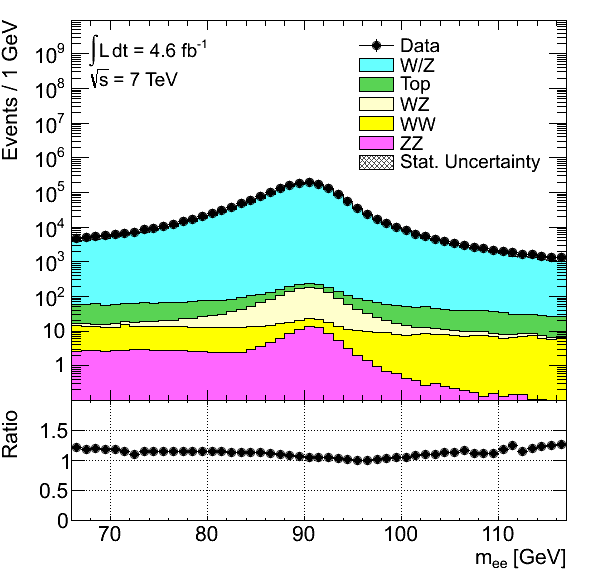 Events / 1 GeV
∫L dt = 4.6 fb⁻¹
√s = 7 TeV
Data
W/Z
Top
WZ
WW
ZZ
Stat. Uncertainty
10⁹
10⁸
10⁷
10⁶
10⁵
10⁴
10³
10²
10
1
Ratio
1.5
1
0.5
0
70 80 90 100 110
mₑₑ [GeV]